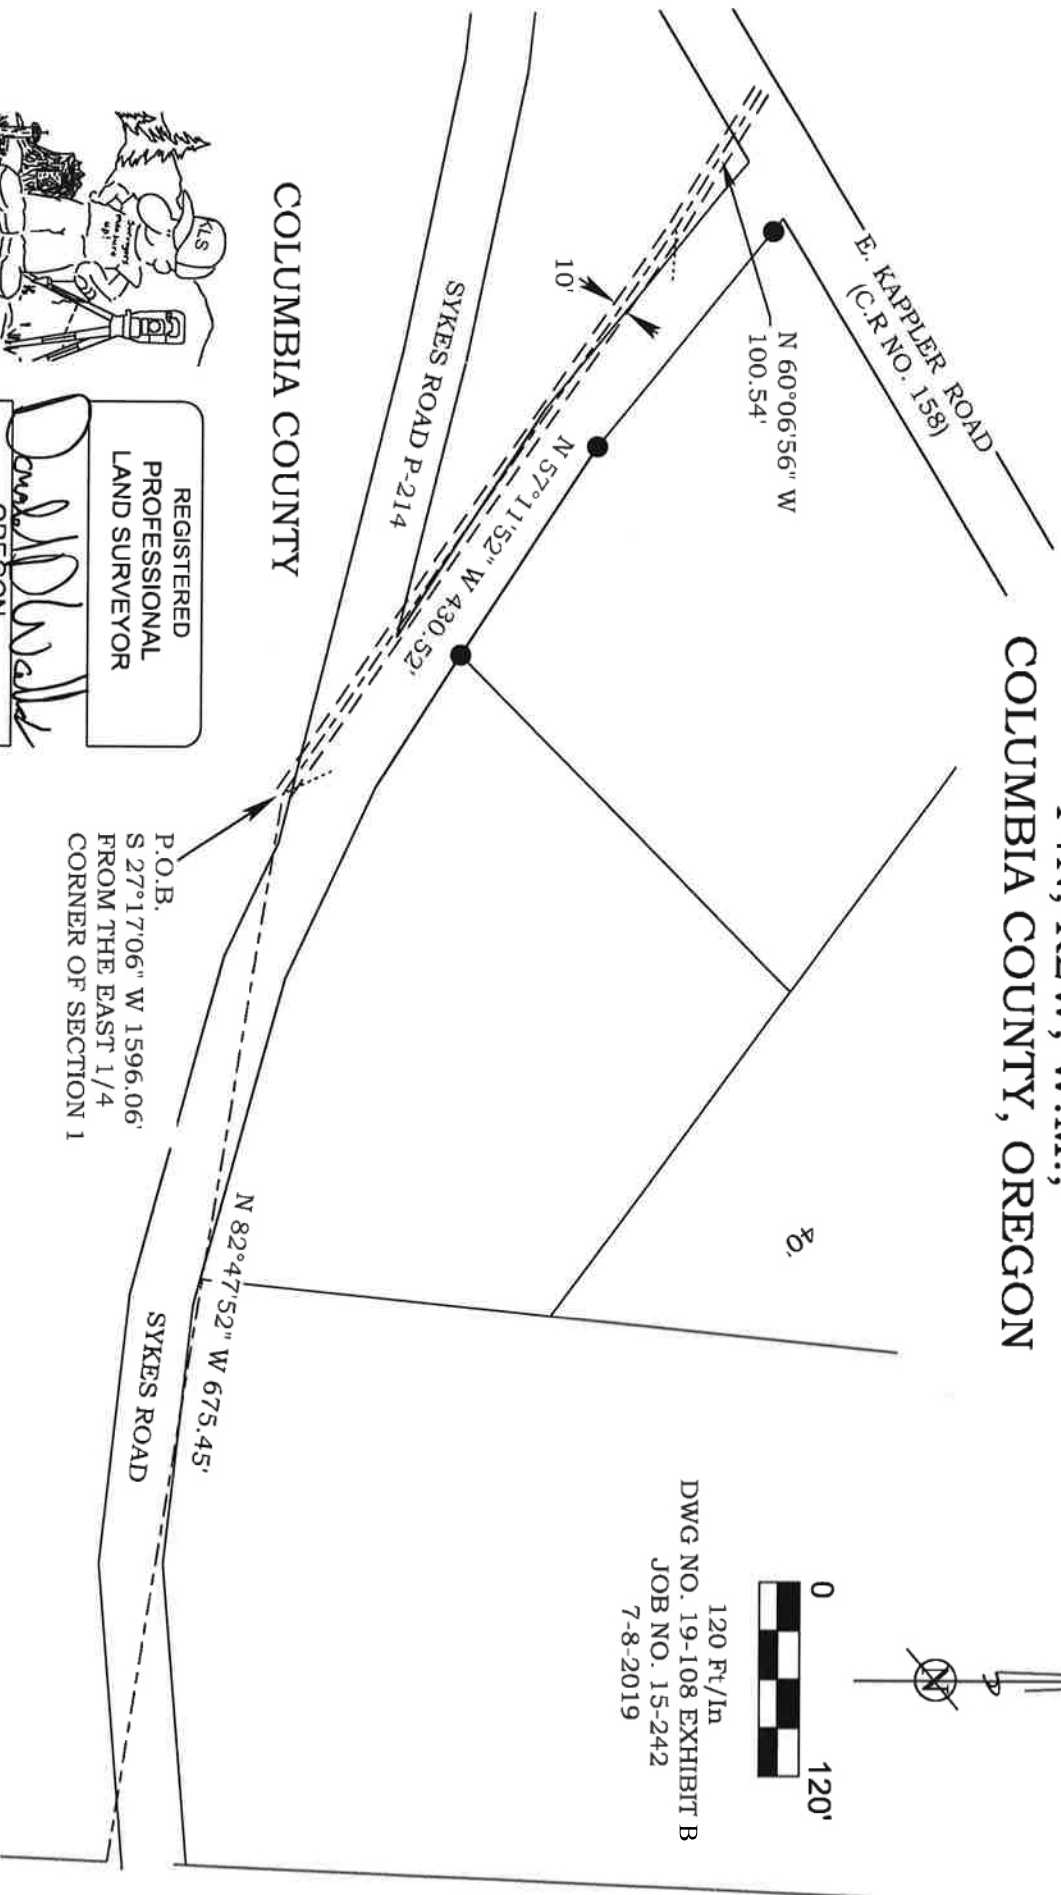 COLUMBIA COUNTY, OREGON
E. KAPPLER ROAD
(C.R NO. 158)
N 60°06'56" W
100.54'
10'
N 57°11'52" W 430.52'
SYKES ROAD P-214
COLUMBIA COUNTY
40'
0
120'
120 Ft/In
DWG NO. 19-108 EXHIBIT B
JOB NO. 15-242
7-8-2019
N
N 82°47'52" W 675.45'
SYKES ROAD
P.O.B.
S 27°17'06" W 1596.06'
FROM THE EAST 1/4
CORNER OF SECTION 1
KLS
REGISTERED
PROFESSIONAL
LAND SURVEYOR
OREGON